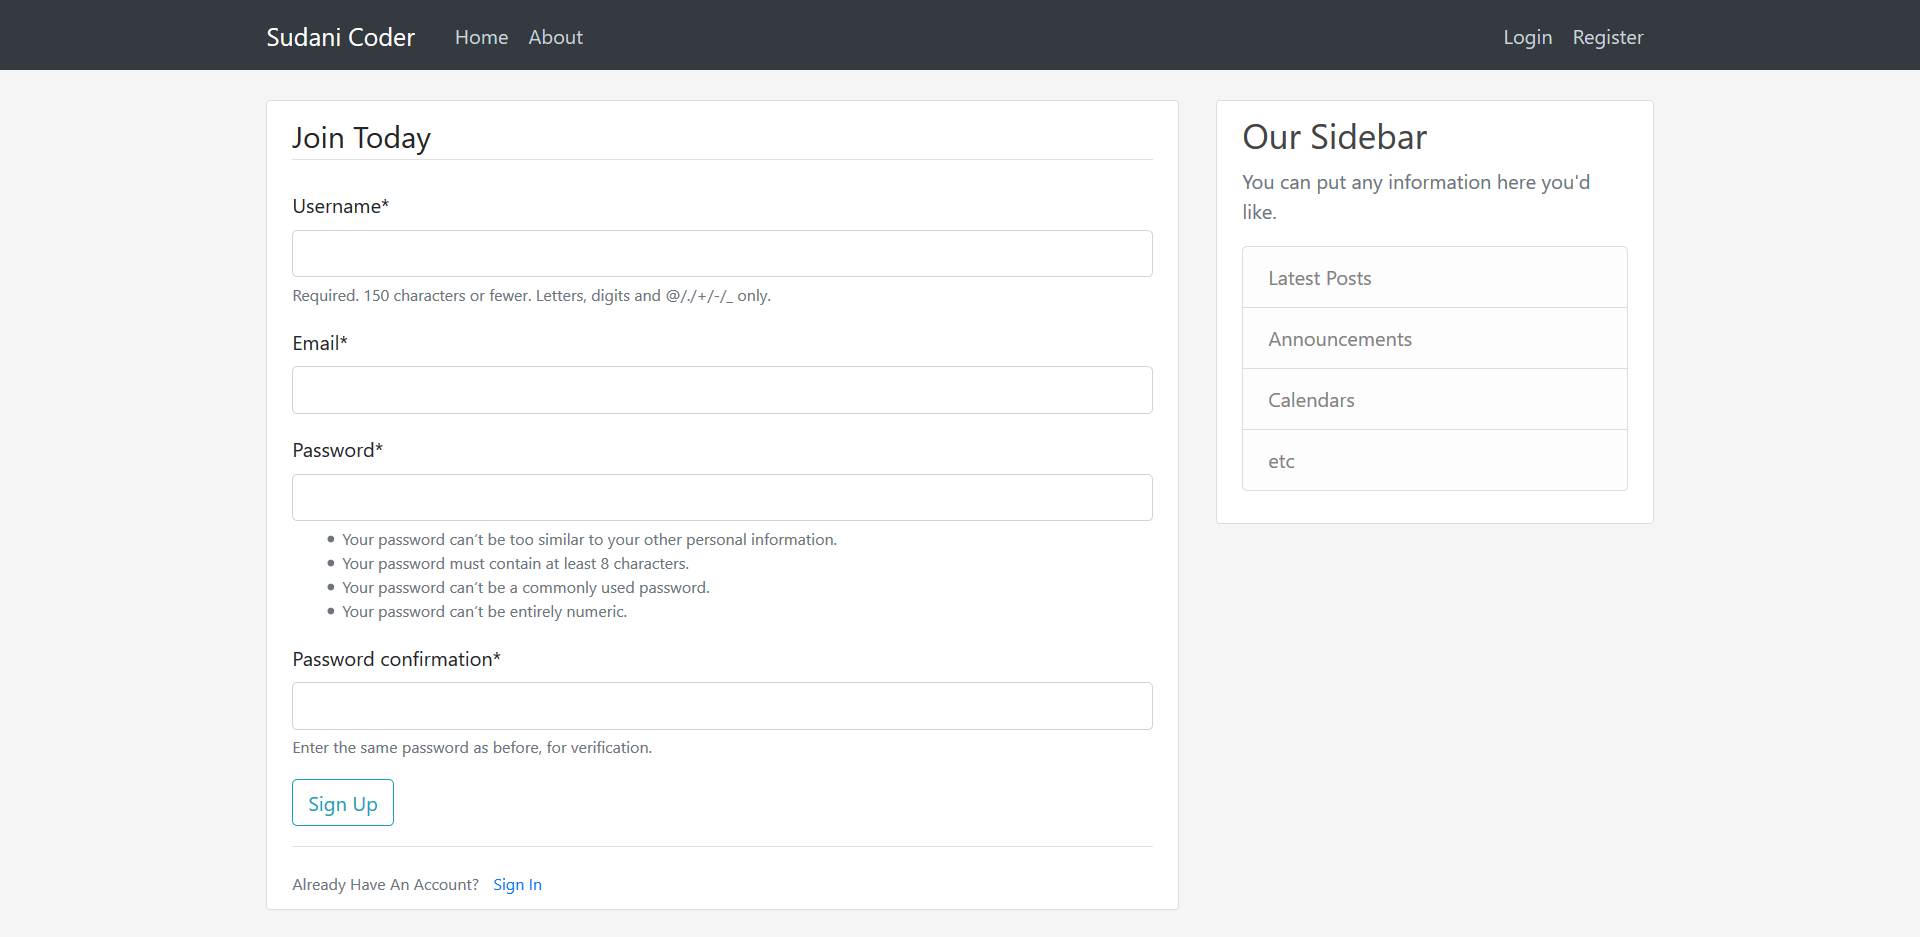 Sudani Coder Home About Login Register
Join Today
Username*
Required. 150 characters or fewer. Letters, digits and @/./+/-/_ only.
Email*
Password*
Your password can't be too similar to your other personal information.
Your password must contain at least 8 characters.
Your password can't be a commonly used password.
Your password can't be entirely numeric.
Password confirmation*
Enter the same password as before, for verification.
Sign Up
Already Have An Account? Sign In
Our Sidebar
You can put any information here you'd
like.
Latest Posts
Announcements
Calendars
etc